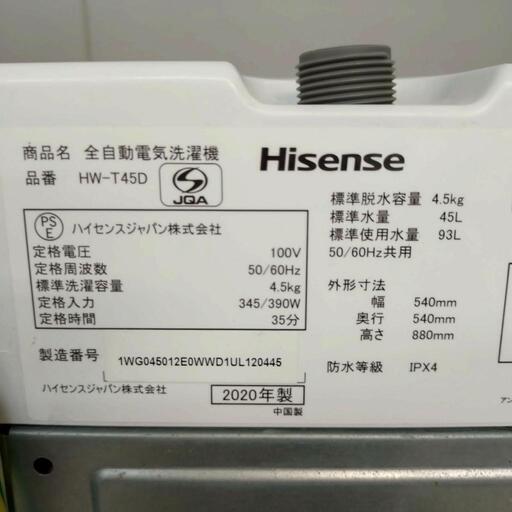 商品名 全自動電気洗濯機
品番 HW-T45D
JQA
Hisense
PS
E
ハイセンスジャパン株式会社
定格電圧 100V
定格周波数 50/60Hz
標準洗濯容量 4.5kg
定格入力 345/390W
定格時間 35分
標準脱水容量 4.5kg
標準水量 45L
標準使用水量 93L
50/60Hz共用
外形寸法
幅 540mm
奥行 540mm
高さ 880mm
防水等級 IPX4
製造番号 1WG045012E0WWD1UL120445
ハイセンスジャパン株式会社
2020年製
中国製